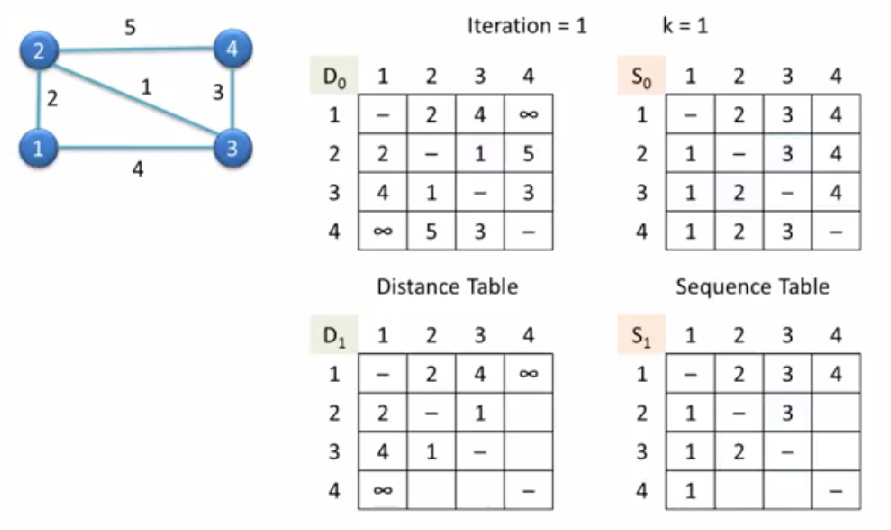 5
2 4
2 1 3
1 3
4
Iteration = 1 k = 1
D0 1 2 3 4
1 – 2 4 ∞
2 2 – 1 5
3 4 1 – 3
4 ∞ 5 3 –
S0 1 2 3 4
1 – 2 3 4
2 1 – 3 4
3 1 2 – 4
4 1 2 3 –
Distance Table
Sequence Table
D1 1 2 3 4
1 – 2 4 ∞
2 2 – 1
3 4 1 –
4 ∞ –
S1 1 2 3 4
1 – 2 3 4
2 1 – 3
3 1 2 –
4 1 –